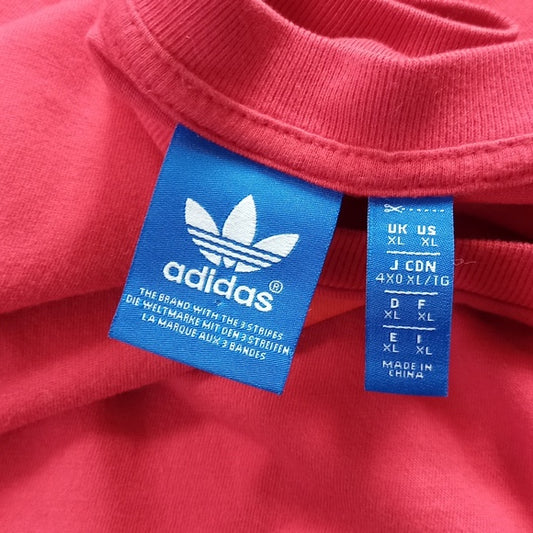 adidas®
THE BRAND WITH THE 3 STRIPES
DIE WELTMARKE MIT DEN 3 STREIFEN
LA MARQUE AUX 3 BANDES
UK US
XL XL
J CDN
4XO XL/TG
D F
XL XL
E I
XL XL
MADE IN
CHINA